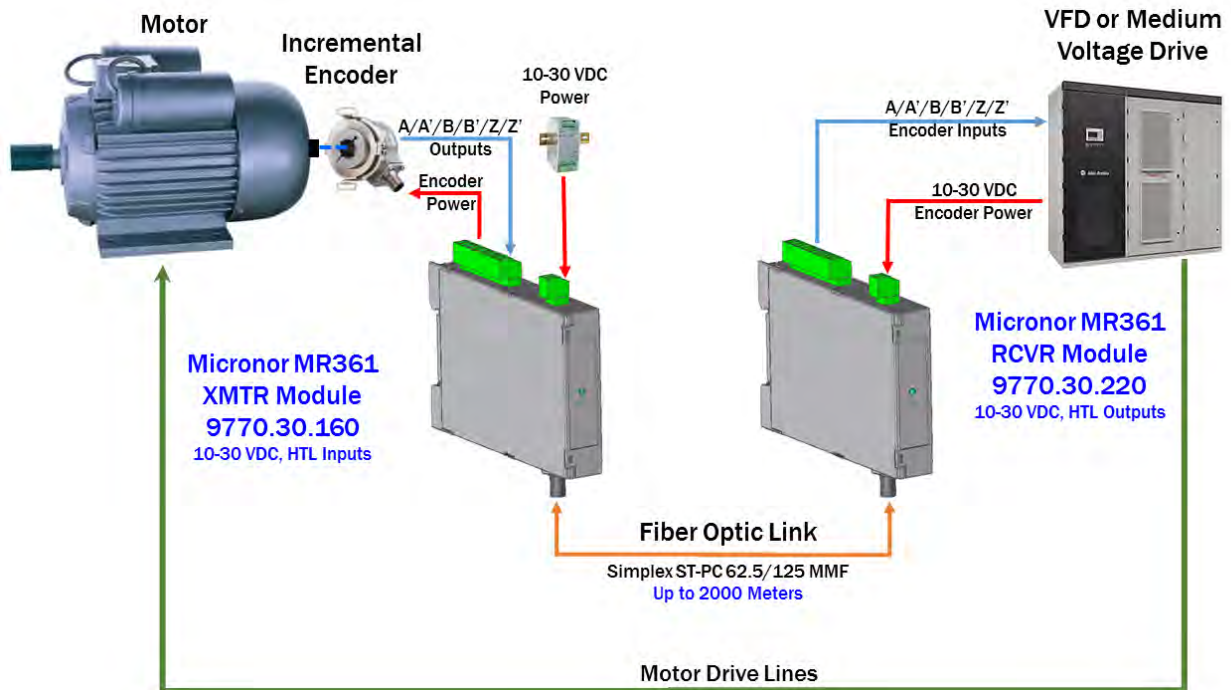 Motor
Incremental
Encoder
10-30 VDC
Power
A/A'/B/B'/Z/Z'
Outputs
Encoder
Power
VFD or Medium
Voltage Drive
A/A'/B/B'/Z/Z'
Encoder Inputs
10-30 VDC
Encoder Power
Micronor MR361
XMTR Module
9770.30.160
10-30 VDC, HTL Inputs
Micronor MR361
RCVR Module
9770.30.220
10-30 VDC, HTL Outputs
Fiber Optic Link
Simplex ST-PC 62.5/125 MMF
Up to 2000 Meters
Motor Drive Lines